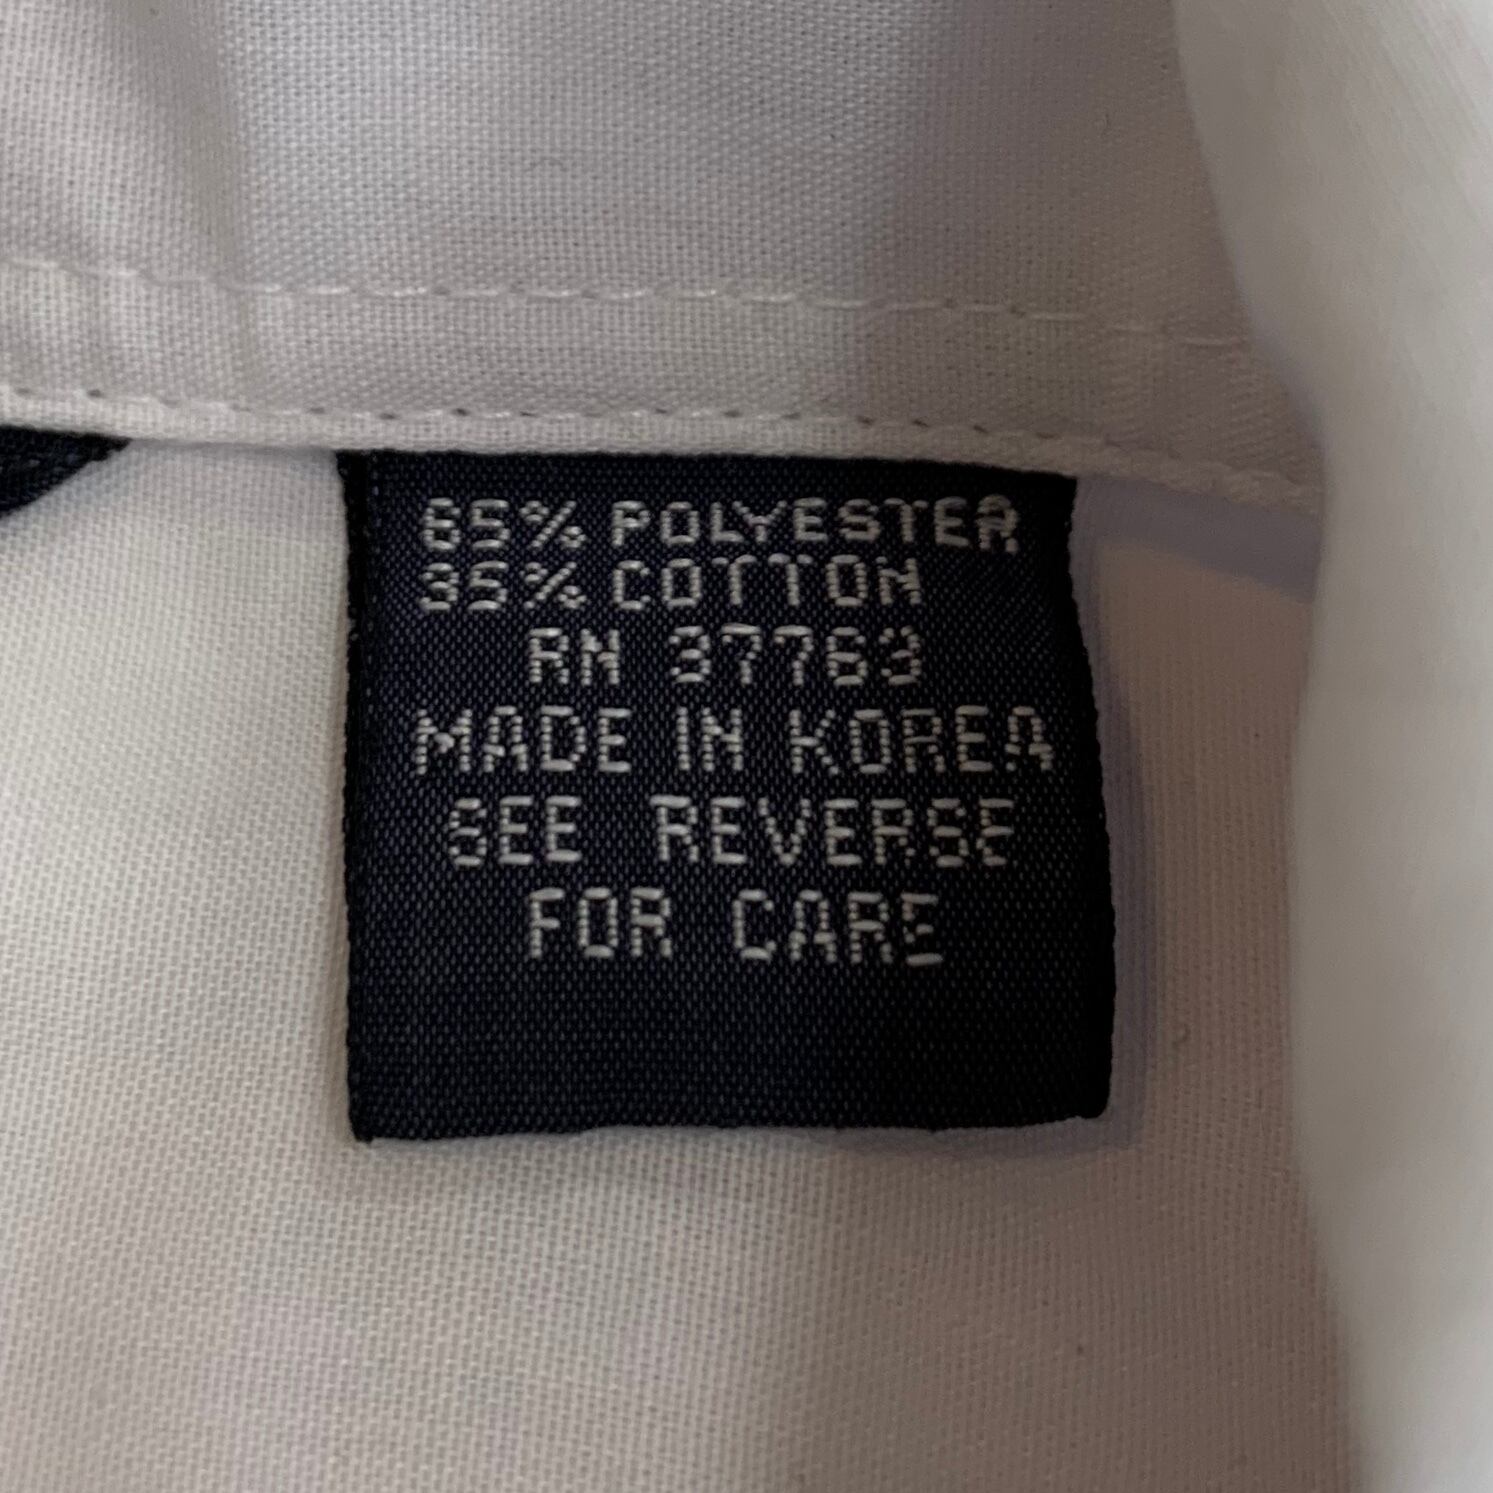 65% POLYESTER
35% COTTON
RN 37763
MADE IN KOREA
SEE REVERSE
FOR CARE